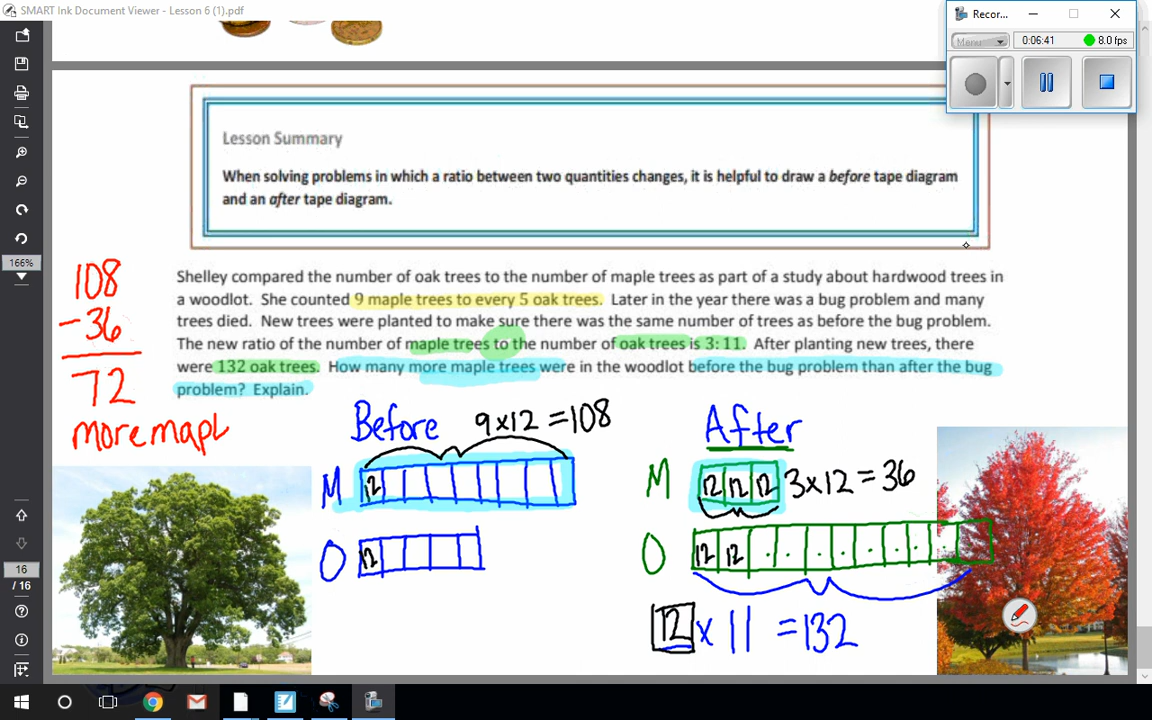 SMART Ink Document Viewer - Lesson 6 (1).pdf
Recor...
Menu
0:06:41
8.0 fps
166%
16
/ 16
Lesson Summary
When solving problems in which a ratio between two quantities changes, it is helpful to draw a before tape diagram
and an after tape diagram.
Shelley compared the number of oak trees to the number of maple trees as part of a study about hardwood trees in
a woodlot. She counted 9 maple trees to every 5 oak trees. Later in the year there was a bug problem and many
trees died. New trees were planted to make sure there was the same number of trees as before the bug problem.
The new ratio of the number of maple trees to the number of oak trees is 3: 11. After planting new trees, there
were 132 oak trees. How many more maple trees were in the woodlot before the bug problem than after the bug
problem? Explain.
108
-36
72
more mapl
Before 9 x 12 = 108
M 12
O 12
After
M 12 12 12 3 x 12 = 36
O 12 12
12 x 11 = 132